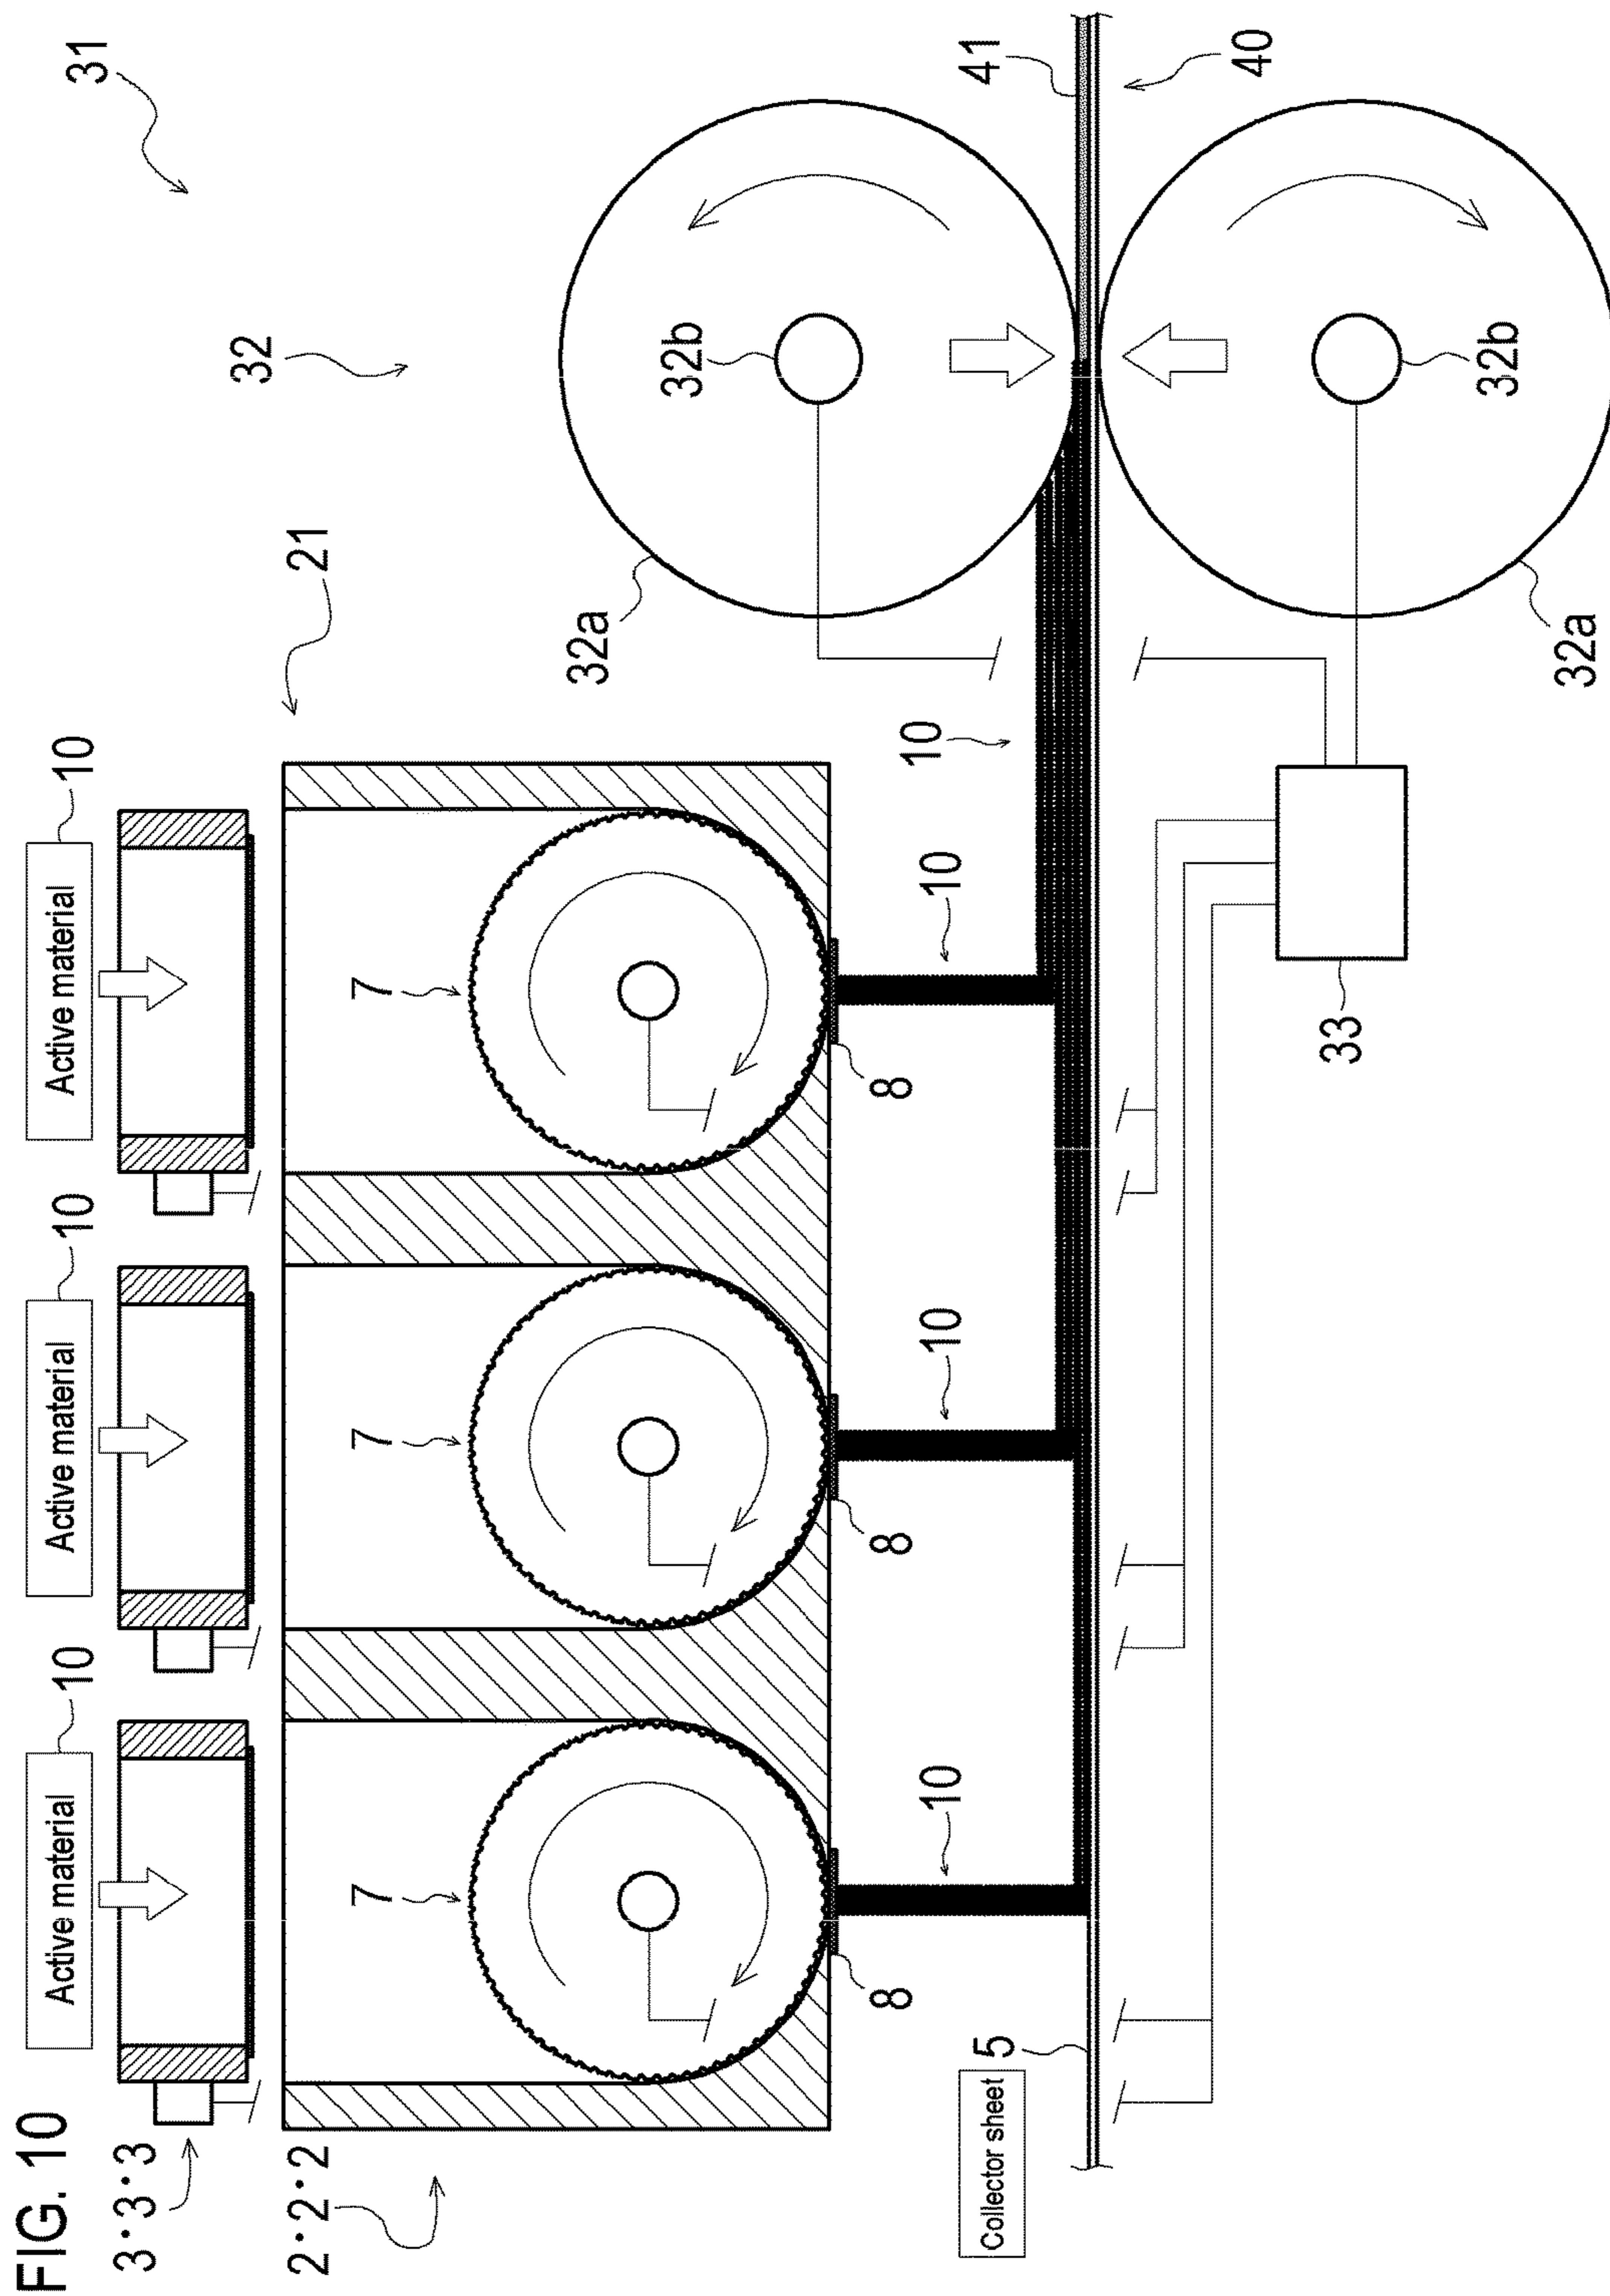 FIG. 10
31
Active material 10
Active material 10
Active material 10
3・3・3
21
32
2・2・2
7
7
7
32b
32a
8
8
8
10
10
10
10
41
Collector sheet
5
40
33
32b
32a